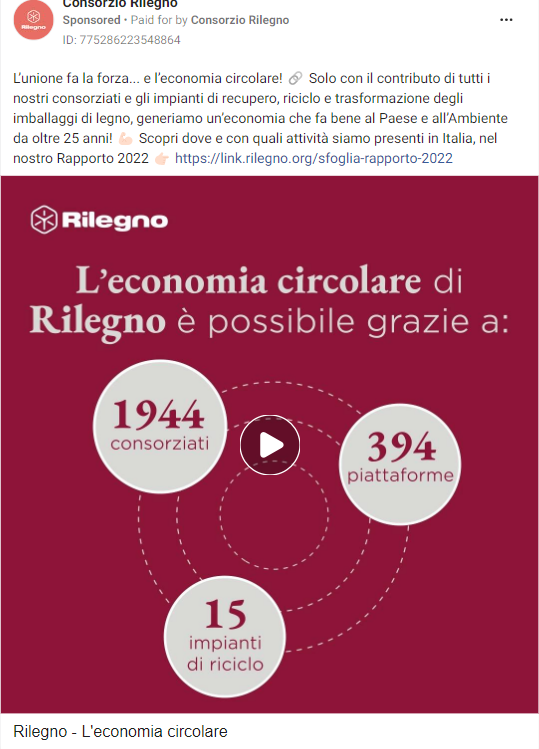 Consorzio Rilegno
Sponsored • Paid for by Consorzio Rilegno
ID: 775286223548864
L'unione fa la forza... e l'economia circolare! 🔗 Solo con il contributo di tutti i
nostri consorziati e gli impianti di recupero, riciclo e trasformazione degli
imballaggi di legno, generiamo un'economia che fa bene al Paese e all'Ambiente
da oltre 25 anni! 💪🏻 Scopri dove e con quali attività siamo presenti in Italia, nel
nostro Rapporto 2022 👉🏻 https://link.rilegno.org/sfoglia-rapporto-2022
Rilegno
L'economia circolare di
Rilegno è possibile grazie a:
1944
consorziati
394
piattaforme
15
impianti
di riciclo
Rilegno - L'economia circolare